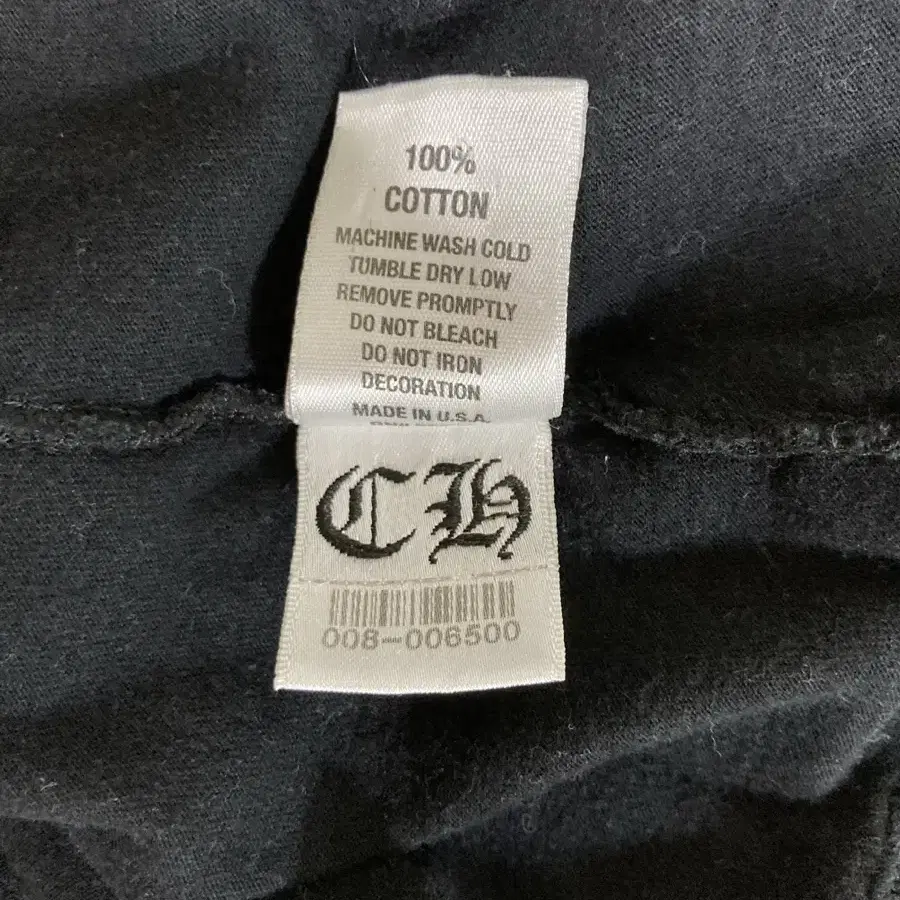 100%
COTTON
MACHINE WASH COLD
TUMBLE DRY LOW
REMOVE PROMPTLY
DO NOT BLEACH
DO NOT IRON
DECORATION
MADE IN U.S.A.
CH
008-006500